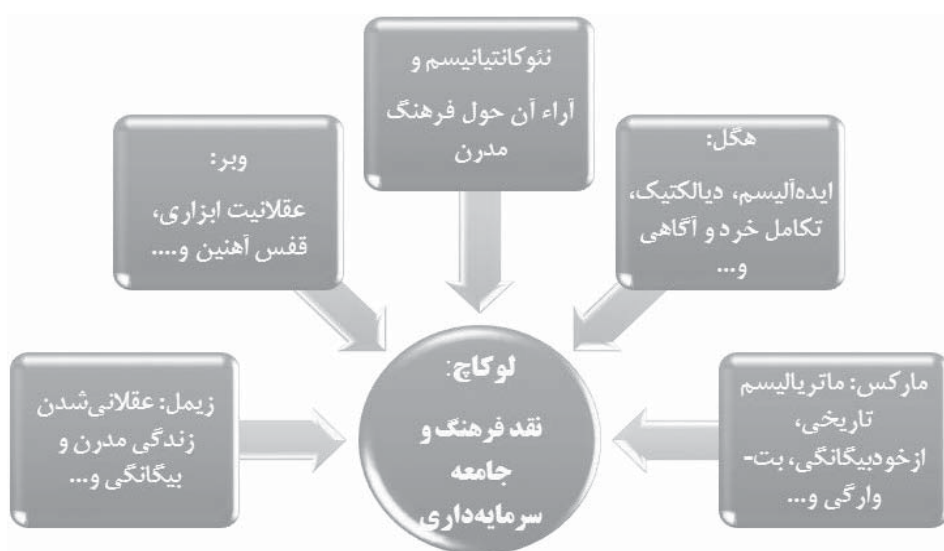 نئوکانتیانیسم و
آراء آن حول فرهنگ
مدرن
هگل:
ایده‌آلیسم، دیالکتیک،
تکامل خرد و آگاهی
و...
وبر:
عقلانیت ابزاری،
قفس آهنین و....
مارکس: ماتریالیسم
تاریخی،
ازخودبیگانگی، بت-
وارگی و...
لوکاچ:
نقد فرهنگ و
جامعه
سرمایه‌داری
زیمل: عقلانی‌شدن
زندگی مدرن و
بیگانگی و...